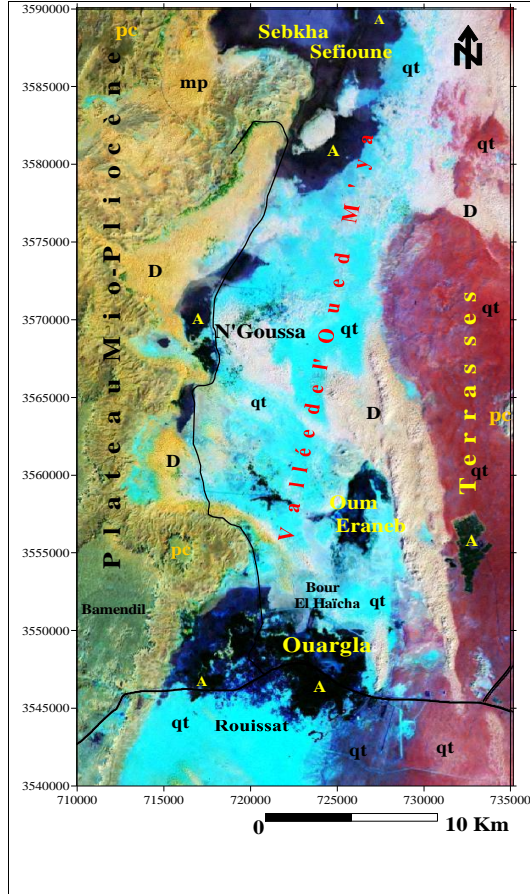 3590000
3585000
3580000
3575000
3570000
3565000
3560000
3555000
3550000
3545000
3540000
710000
715000
720000
725000
730000
735000
pc
Sebkha
Sefioune
A
N
qt
mp
A
qt
D
D
A
N'Goussa
qt
qt
qt
D
pc
D
qt
Oum
Eraneb
A
pc
Bour
El Haïcha
qt
Bamendil
Ouargla
A
A
qt
Rouissat
qt
qt
Plateau Mio-Pliocène
Vallée de l'Oued M'ya
Terrasses
0
10 Km